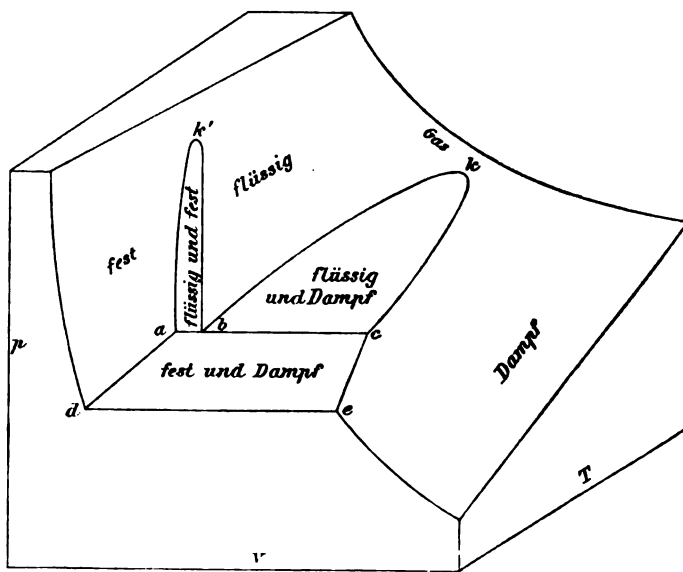 k'
Gas
k
flüssig
flüssig und fest
fest
flüssig
und Dampf
a
b
c
p
fest und Dampf
Dampf
d
e
T
V